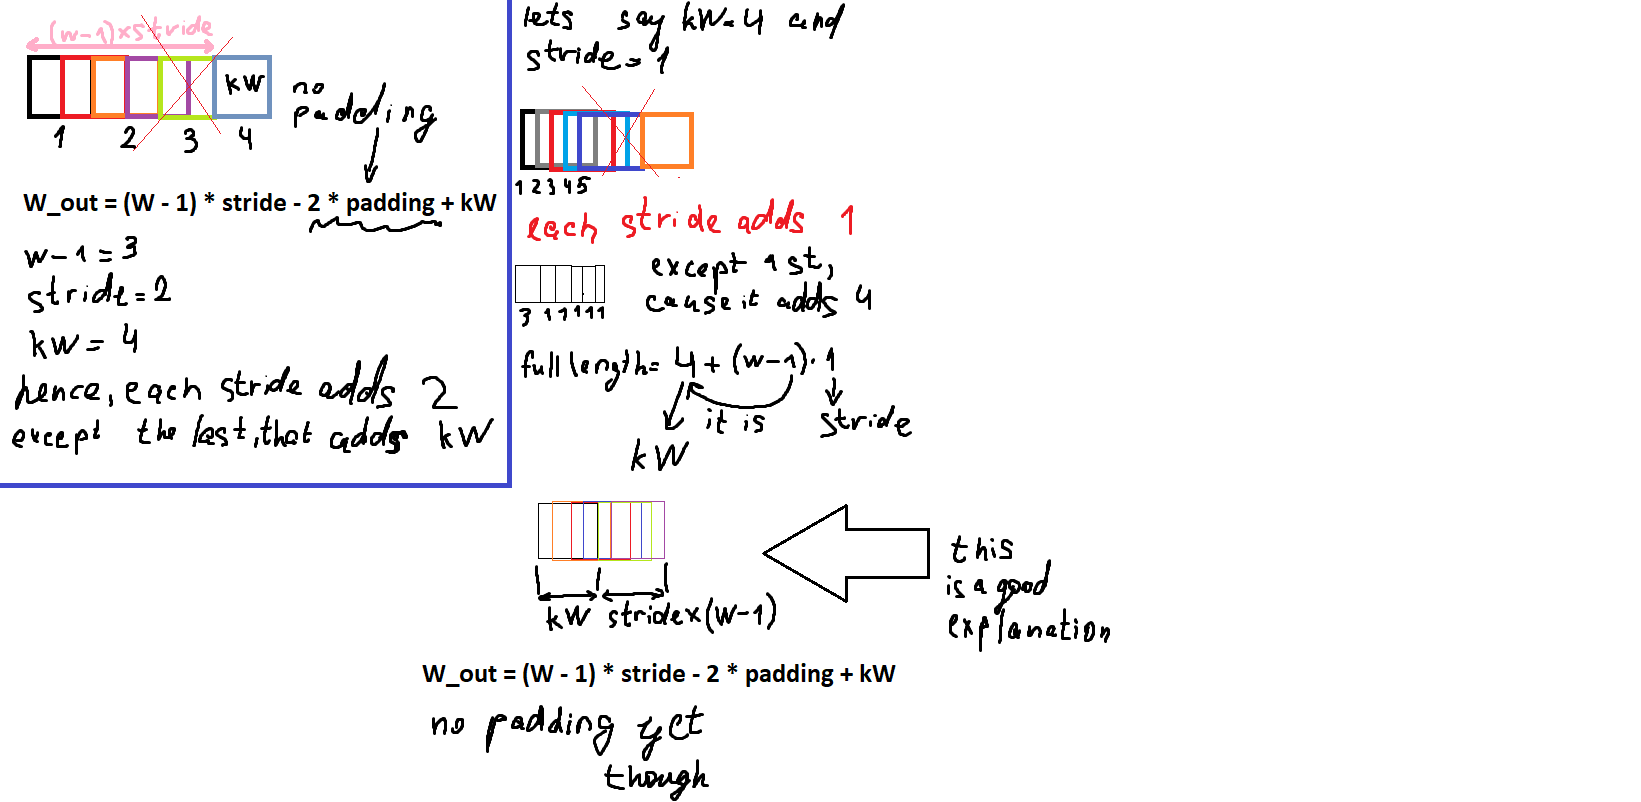 (w-1)×stride
kW
1 2 3 4
no
padding
W_out = (W - 1) * stride - 2 * padding + kW
w-1=3
stride=2
kW=4
hence, each stride adds 2
except the last, that adds kW
lets say kW=4 and
stride=1
1 2 3 4 5
each stride adds 1
except 1st,
cause it adds 4
3 1 1 1 1 1
full length= 4+(w-1)·1
it is
stride
kW
kW stride×(W-1)
this
is a good
explanation
W_out = (W - 1) * stride - 2 * padding + kW
no padding yet
though